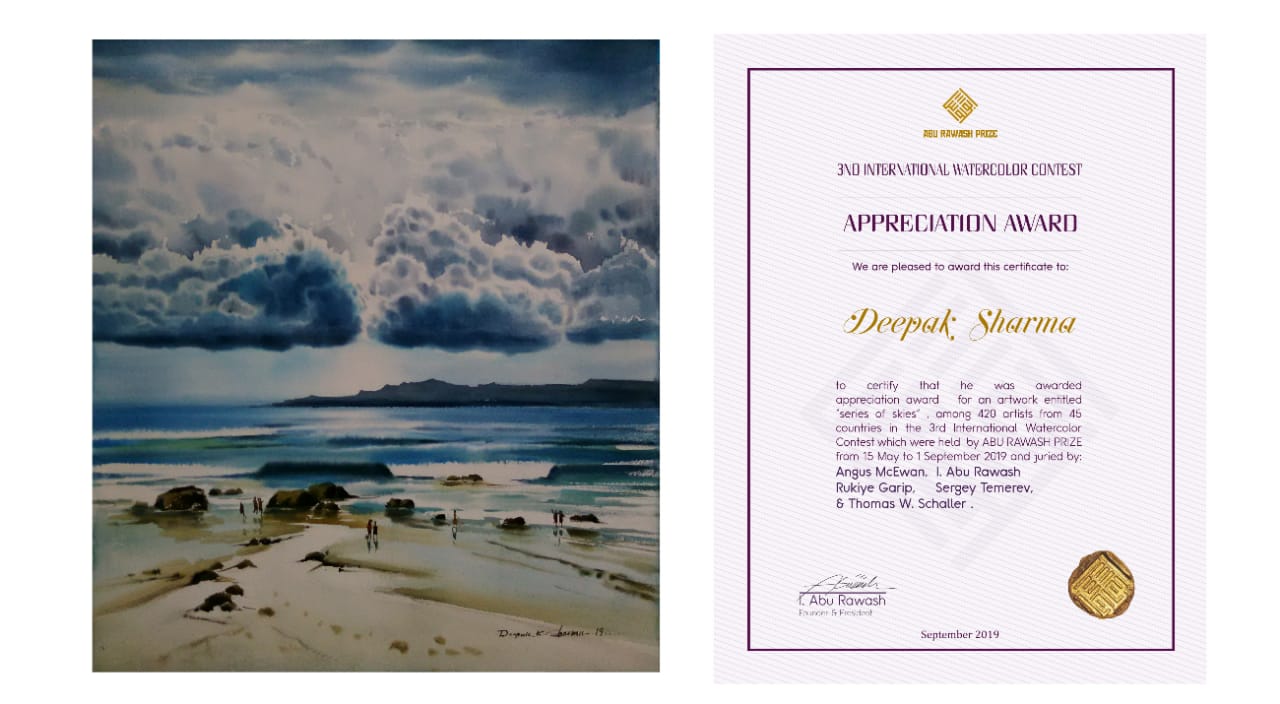 Deepak Sharma 19
ABU RAWASH PRIZE
3ND INTERNATIONAL WATERCOLOR CONTEST
APPRECIATION AWARD
We are pleased to award this certificate to:
Deepak Sharma
to certify that he was awarded
appreciation award for an artwork entitled
"series of skies" , among 420 artists from 45
countries in the 3rd International Watercolor
Contest which were held by ABU RAWASH PRIZE
from 15 May to 1 September 2019 and juried by:
Angus McEwan, I. Abu Rawash
Rukiye Garip, Sergey Temerev,
& Thomas W. Schaller .
I. Abu Rawash
Founder & President
September 2019